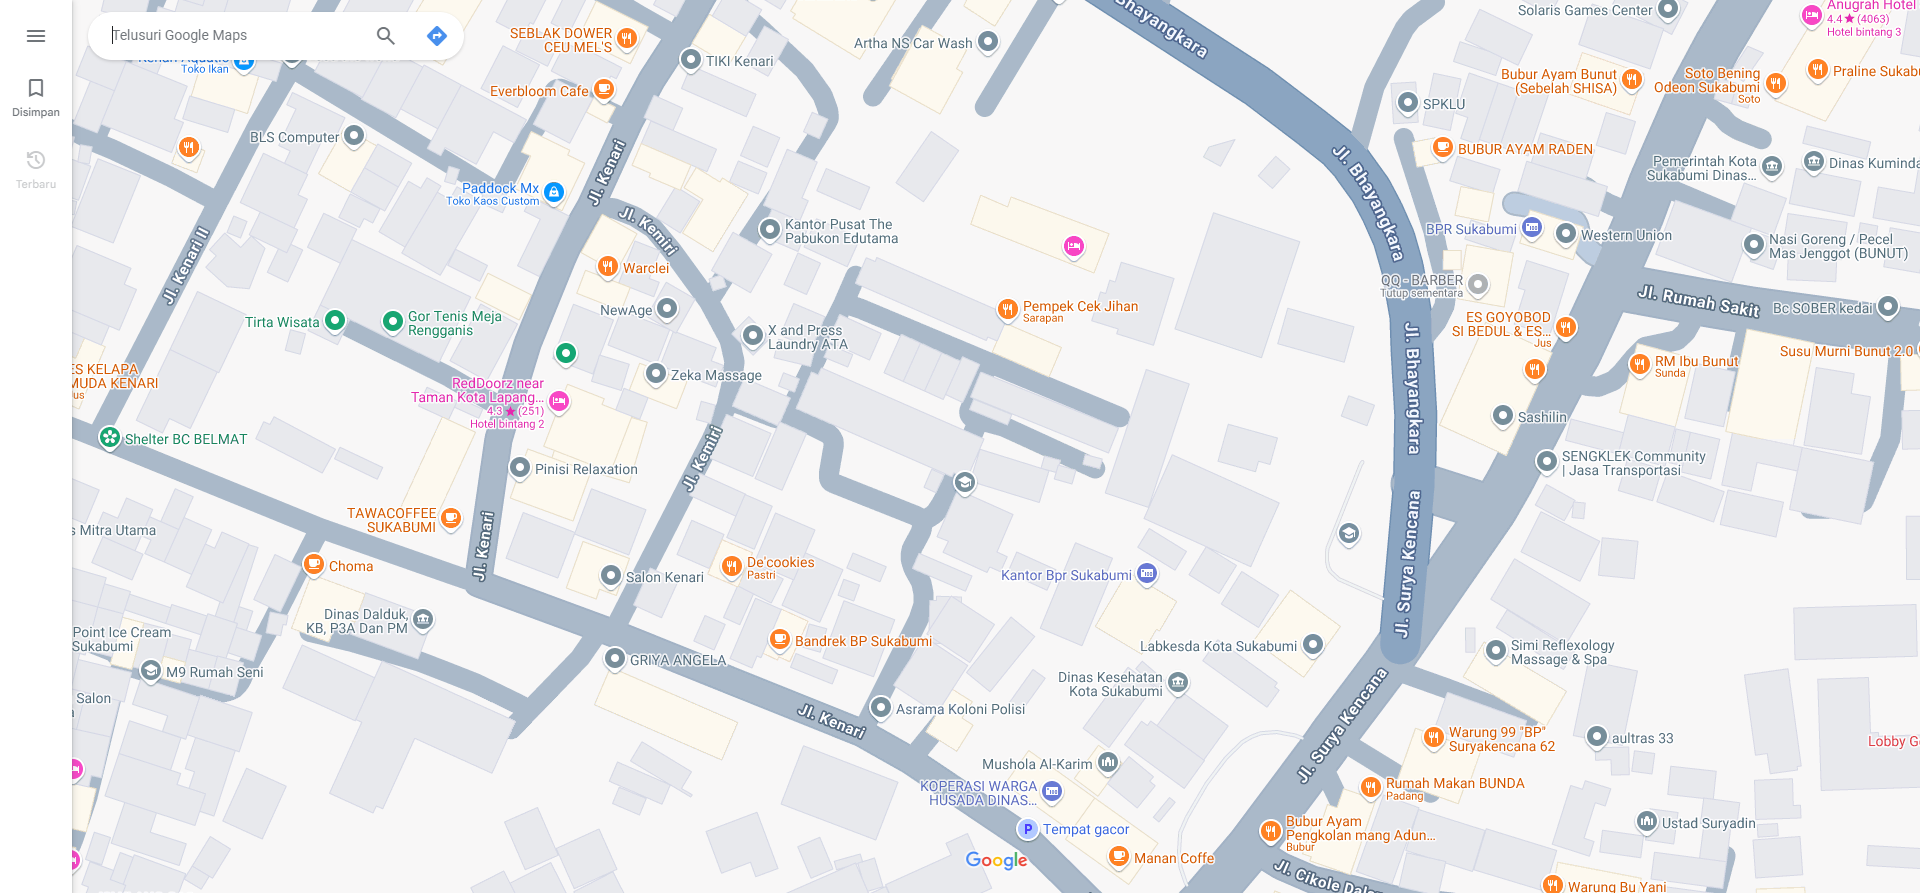 Telusuri Google Maps
Disimpan
Terbaru
Toko Ikan
SEBLAK DOWER
CEU MEL'S
TIKI Kenari
Artha NS Car Wash
Jl. Bhayangkara
Solaris Games Center
Anugrah Hotel
4.4★(4063)
Hotel bintang 3
Everbloom Cafe
BLS Computer
Bubur Ayam Bunut
(Sebelah SHISA)
Soto Bening
Odeon Sukabumi
Soto
Praline Sukabu
SPKLU
BUBUR AYAM RADEN
Pemerintah Kota
Sukabumi Dinas...
Dinas Kuminda
Jl. Kenari
Jl. Bhayangkara
Paddock Mx
Toko Kaos Custom
Jl. Kemiri
Kantor Pusat The
Pabukon Edutama
BPR Sukabumi
Western Union
Nasi Goreng / Pecel
Mas Jenggot (BUNUT)
Jl. Kenari II
Warclei
QQ - BARBER
Tutup sementara
Jl. Rumah Sakit
Bc SOBER kedai
NewAge
Pempek Cek Jihan
Sarapan
Tirta Wisata
Gor Tenis Meja
Rengganis
X and Press
Laundry ATA
ES GOYOBOD
SI BEDUL & ES...
Jus
Jl. Bhayangkara
Susu Murni Bunut 2.0
RM Ibu Bunut
Sunda
ES KELAPA
MUDA KENARI
Jus
Zeka Massage
RedDoorz near
Taman Kota Lapang...
4.3★(251)
Hotel bintang 2
Sashilin
Shelter BC BELMAT
Jl. Kemiri
Pinisi Relaxation
SENGKLEK Community
| Jasa Transportasi
TAWACOFFEE
SUKABUMI
s Mitra Utama
Jl. Kenari
Jl. Surya Kencana
Choma
De'cookies
Pastri
Salon Kenari
Kantor Bpr Sukabumi
Dinas Dalduk,
KB, P3A Dan PM
Point Ice Cream
Sukabumi
Bandrek BP Sukabumi
Labkesda Kota Sukabumi
Simi Reflexology
Massage & Spa
M9 Rumah Seni
GRIYA ANGELA
Dinas Kesehatan
Kota Sukabumi
Salon
a
Jl. Kenari
Asrama Koloni Polisi
Jl. Surya Kencana
Warung 99 "BP"
Suryakencana 62
aultras 33
Lobby G
Mushola Al-Karim
KOPERASI WARGA
HUSADA DINAS...
Rumah Makan BUNDA
Padang
P
Tempat gacor
Bubur Ayam
Pengkolan mang Adun...
Bubur
Ustad Suryadin
Google
Manan Coffe
Jl. Cikole Dalam
Warung Bu Yani